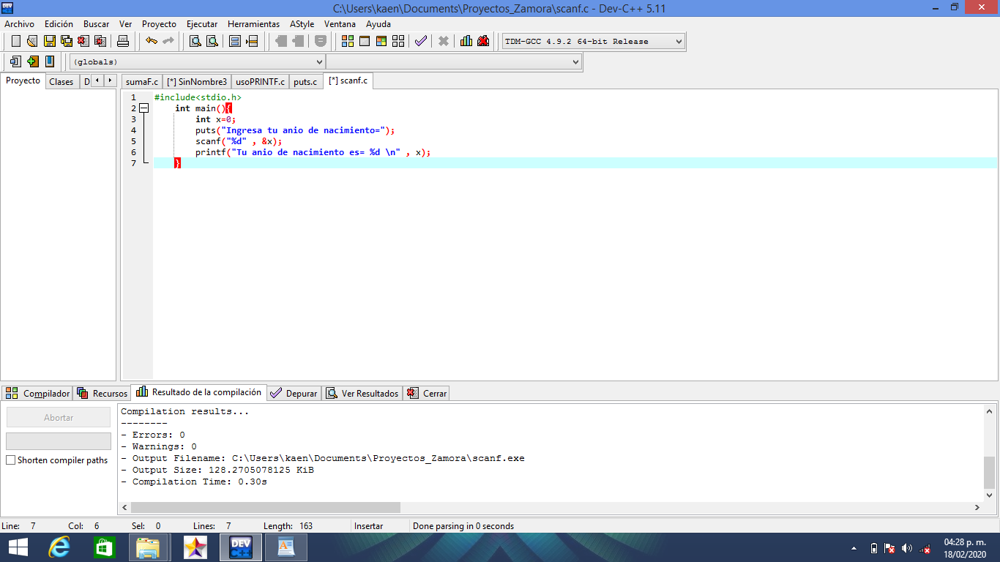 C:\Users\kaen\Documents\Proyectos_Zamora\scanf.c - Dev-C++ 5.11
Archivo Edición Buscar Ver Proyecto Ejecutar Herramientas AStyle Ventana Ayuda
TDM-GCC 4.9.2 64-bit Release
(globals)
Proyecto Clases D
sumaF.c [*] SinNombre3 usoPRINTF.c puts.c [*] scanf.c
1 #include<stdio.h>
2 int main(){
3 int x=0;
4 puts("Ingresa tu anio de nacimiento=");
5 scanf("%d" , &x);
6 printf("Tu anio de nacimiento es= %d \n" , x);
7 }
Compilador Recursos Resultado de la compilación Depurar Ver Resultados Cerrar
Abortar
Shorten compiler paths
Compilation results...
--------
- Errors: 0
- Warnings: 0
- Output Filename: C:\Users\kaen\Documents\Proyectos_Zamora\scanf.exe
- Output Size: 128.2705078125 KiB
- Compilation Time: 0.30s
Line: 7 Col: 6 Sel: 0 Lines: 7 Length: 163 Insertar Done parsing in 0 seconds
DEV C++
04:28 p. m.
18/02/2020